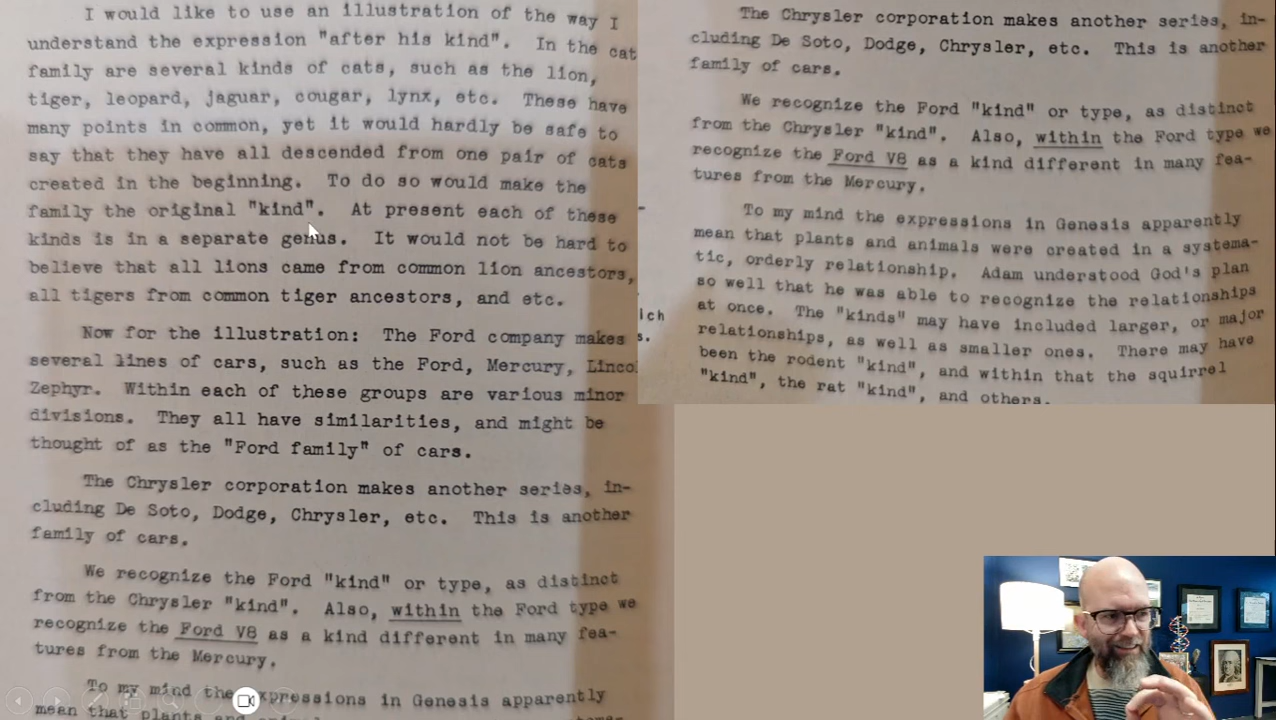 I would like to use an illustration of the way I
understand the expression "after his kind". In the cat
family are several kinds of cats, such as the lion,
tiger, leopard, jaguar, cougar, lynx, etc. These have
many points in common, yet it would hardly be safe to
say that they have all descended from one pair of cats
created in the beginning. To do so would make the
family the original "kind". At present each of these
kinds is in a separate genus. It would not be hard to
believe that all lions came from common lion ancestors,
all tigers from common tiger ancestors, and etc.
Now for the illustration: The Ford company makes
several lines of cars, such as the Ford, Mercury, Linco
Zephyr. Within each of these groups are various minor
divisions. They all have similarities, and might be
thought of as the "Ford family" of cars.
The Chrysler corporation makes another series, in-
cluding De Soto, Dodge, Chrysler, etc. This is another
family of cars.
We recognize the Ford "kind" or type, as distinct
from the Chrysler "kind". Also, within the Ford type we
recognize the Ford V8 as a kind different in many fea-
tures from the Mercury.
To my mind the expressions in Genesis apparently
mean that plants and
ich
s.
The Chrysler corporation makes another series, in-
cluding De Soto, Dodge, Chrysler, etc. This is another
family of cars.
We recognize the Ford "kind" or type, as distinct
from the Chrysler "kind". Also, within the Ford type we
recognize the Ford V8 as a kind different in many fea-
tures from the Mercury.
To my mind the expressions in Genesis apparently
mean that plants and animals were created in a systema-
tic, orderly relationship. Adam understood God's plan
so well that he was able to recognize the relationships
at once. The "kinds" may have included larger, or major
relationships, as well as smaller ones. There may have
been the rodent "kind", and within that the squirrel
"kind", the rat "kind", and others.